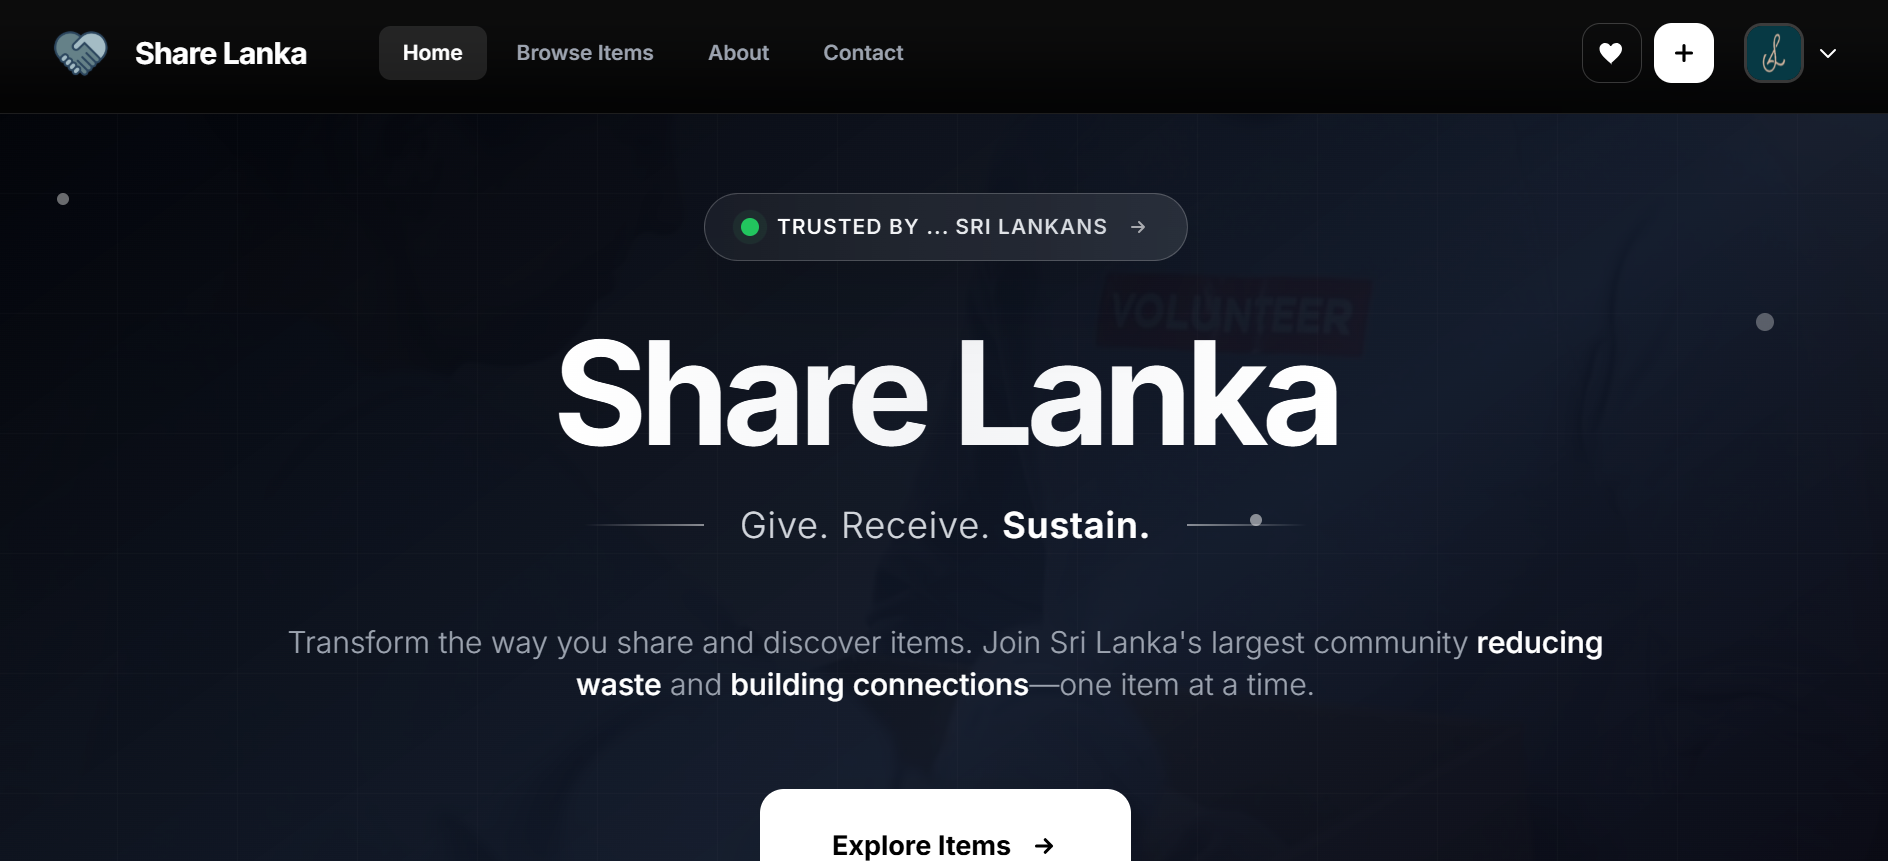 Share Lanka
Home
Browse Items
About
Contact
TRUSTED BY ... SRI LANKANS →
VOLUNTEER
Share Lanka
Give. Receive. Sustain.
Transform the way you share and discover items. Join Sri Lanka's largest community reducing
waste and building connections—one item at a time.
Explore Items →